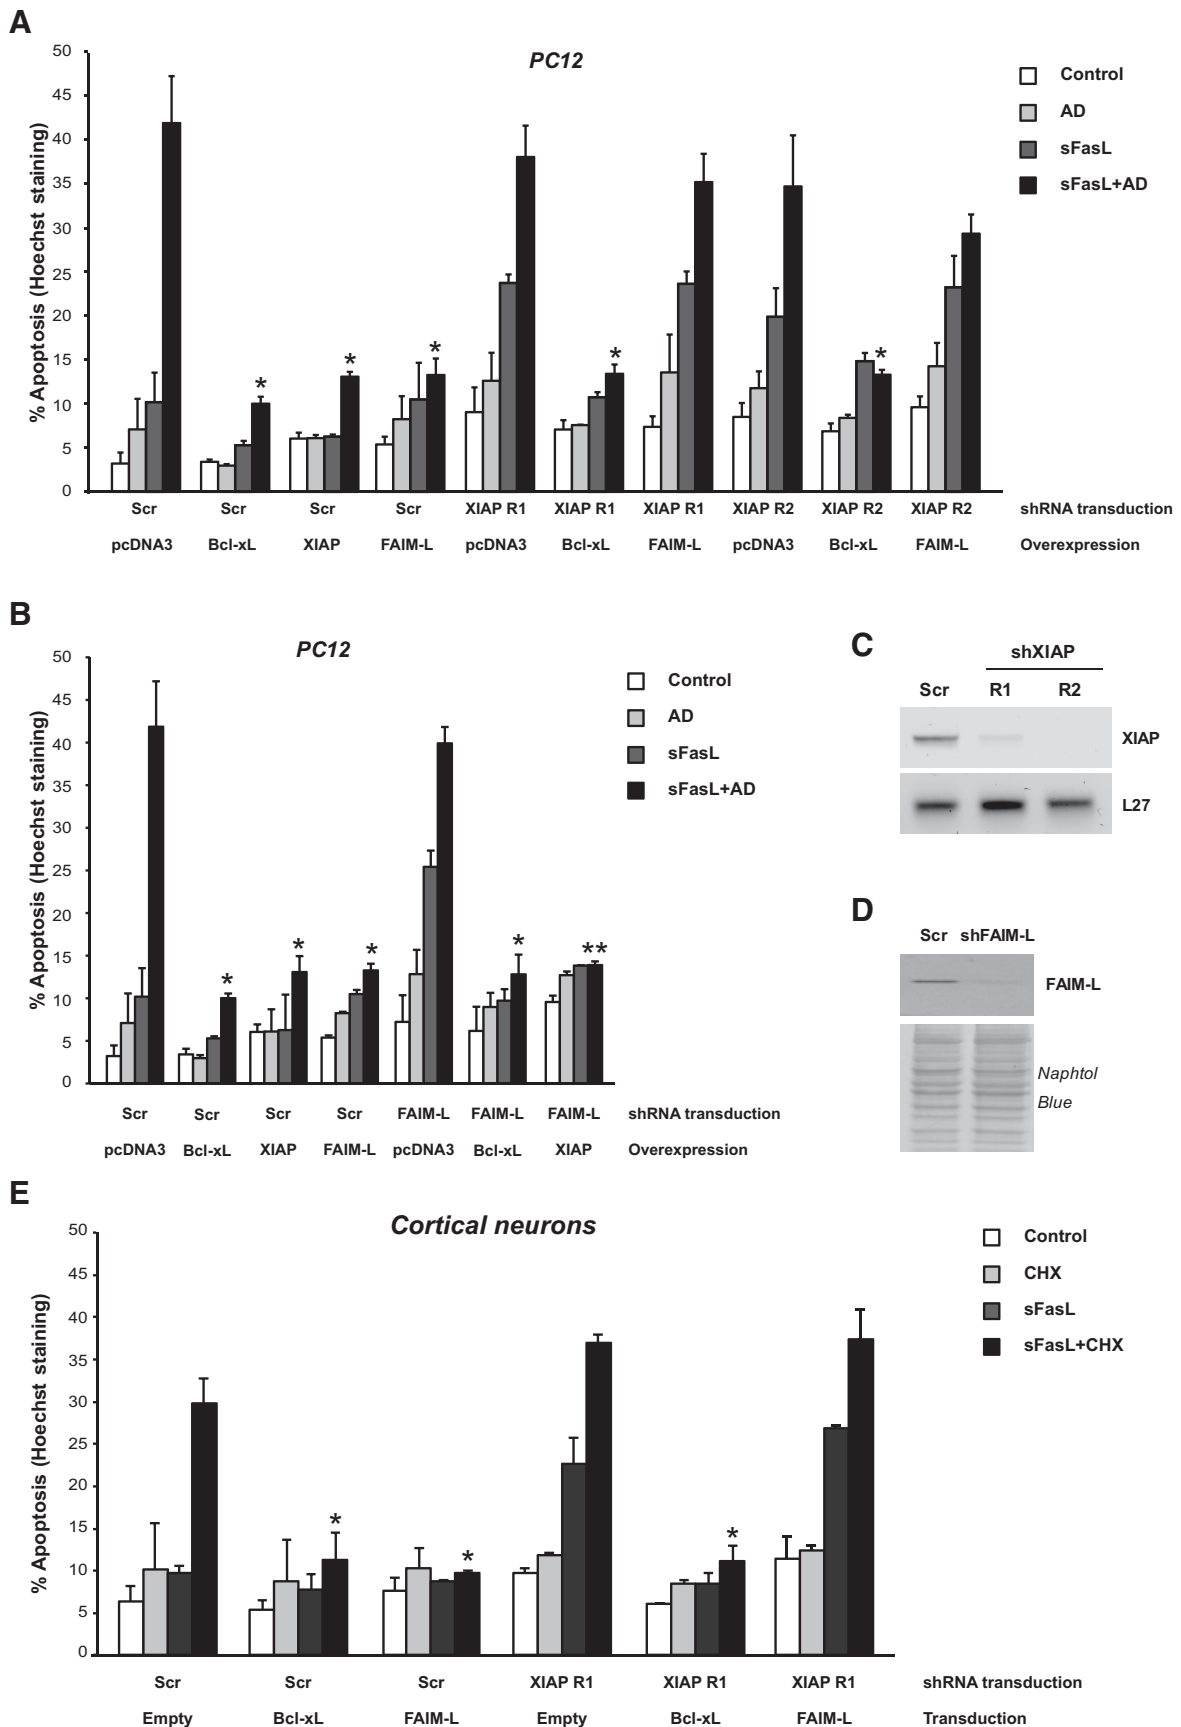 A
PC12
% Apoptosis (Hoechst staining)
50
45
40
35
30
25
20
15
10
5
0
Control
AD
sFasL
sFasL+AD
*
*
*
*
*
Scr Scr Scr Scr XIAP R1 XIAP R1 XIAP R1 XIAP R2 XIAP R2 XIAP R2 shRNA transduction
pcDNA3 Bcl-xL XIAP FAIM-L pcDNA3 Bcl-xL FAIM-L pcDNA3 Bcl-xL FAIM-L Overexpression
B
PC12
% Apoptosis (Hoechst staining)
50
45
40
35
30
25
20
15
10
5
0
Control
AD
sFasL
sFasL+AD
*
*
*
*
**
Scr Scr Scr Scr FAIM-L FAIM-L FAIM-L shRNA transduction
pcDNA3 Bcl-xL XIAP FAIM-L pcDNA3 Bcl-xL XIAP Overexpression
C
shXIAP
Scr R1 R2
XIAP
L27
D
Scr shFAIM-L
FAIM-L
Naphtol
Blue
E
Cortical neurons
% Apoptosis (Hoechst staining)
50
45
40
35
30
25
20
15
10
5
0
Control
CHX
sFasL
sFasL+CHX
*
*
*
Scr Scr Scr XIAP R1 XIAP R1 XIAP R1 shRNA transduction
Empty Bcl-xL FAIM-L Empty Bcl-xL FAIM-L Transduction